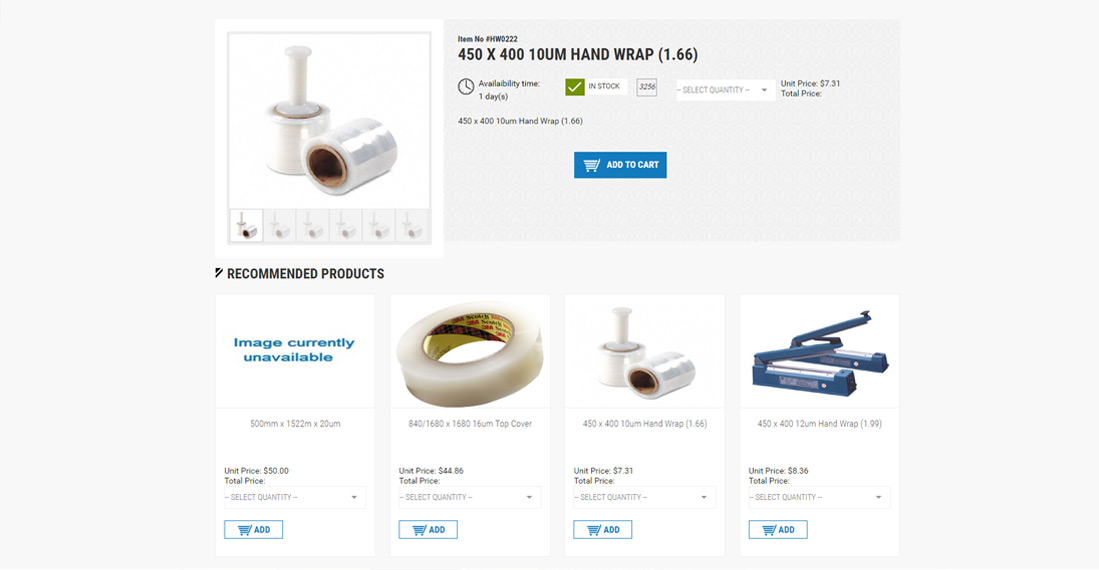 Item No #HW0222
450 X 400 10UM HAND WRAP (1.66)
Availaibility time:
1 day(s)
IN STOCK
3256
-- SELECT QUANTITY --
Unit Price: $7.31
Total Price:
450 x 400 10um Hand Wrap (1.66)
ADD TO CART
RECOMMENDED PRODUCTS
Image currently
unavailable
500mm x 1522m x 20um
Unit Price: $50.00
Total Price:
-- SELECT QUANTITY --
ADD
3M Scotch
840/1680 x 1680 16um Top Cover
Unit Price: $44.86
Total Price:
-- SELECT QUANTITY --
ADD
450 x 400 10um Hand Wrap (1.66)
Unit Price: $7.31
Total Price:
-- SELECT QUANTITY --
ADD
450 x 400 12um Hand Wrap (1.99)
Unit Price: $8.36
Total Price:
-- SELECT QUANTITY --
ADD